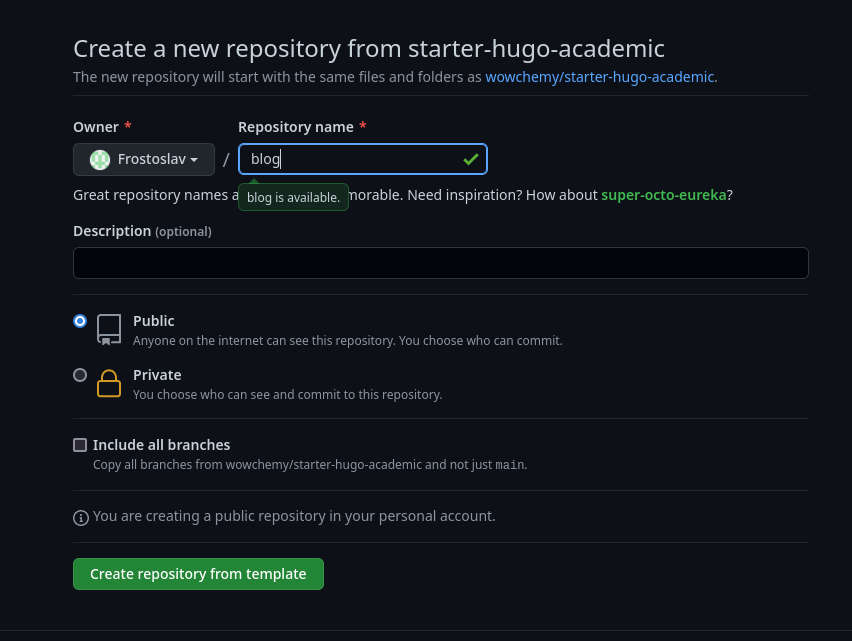 Create a new repository from starter-hugo-academic
The new repository will start with the same files and folders as wowchemy/starter-hugo-academic.
Owner *
Repository name *
Frostoslav / blog
Great repository names a morable. Need inspiration? How about super-octo-eureka?
blog is available.
Description (optional)
Public
Anyone on the internet can see this repository. You choose who can commit.
Private
You choose who can see and commit to this repository.
Include all branches
Copy all branches from wowchemy/starter-hugo-academic and not just main.
You are creating a public repository in your personal account.
Create repository from template